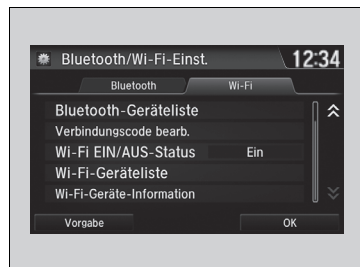 Bluetooth/Wi-Fi-Einst.
12:34
Bluetooth
Wi-Fi
Bluetooth-Geräteliste
Verbindungscode bearb.
Wi-Fi EIN/AUS-Status Ein
Wi-Fi-Geräteliste
Wi-Fi-Geräte-Information
Vorgabe
OK